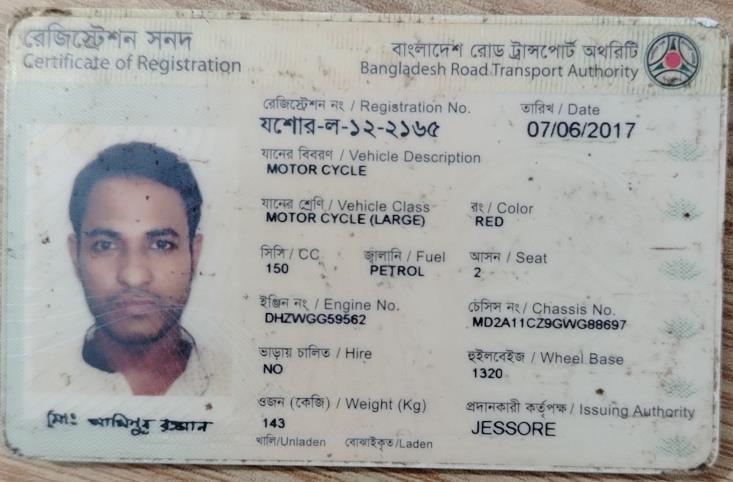 রেজিস্ট্রেশন সনদ
Certificate of Registration
বাংলাদেশ রোড ট্রান্সপোর্ট অথরিটি
Bangladesh Road Transport Authority
রেজিস্ট্রেশন নং / Registration No. তারিখ / Date
যশোর-ল-১২-২১৬৫ 07/06/2017
যানের বিবরণ / Vehicle Description
MOTOR CYCLE
যানের শ্রেণি / Vehicle Class রং / Color
MOTOR CYCLE (LARGE) RED
সিসি / CC জ্বালানি / Fuel আসন / Seat
150 PETROL 2
ইঞ্জিন নং / Engine No. চেসিস নং / Chassis No.
DHZWGG59562 MD2A11CZ9GWG88697
ভাড়ায় চালিত / Hire হুইলবেইজ / Wheel Base
NO 1320
ওজন (কেজি) / Weight (Kg) প্রদানকারী কর্তৃপক্ষ / Issuing Authority
143 JESSORE
খালি/Unladen বোঝাইকৃত/Laden
মোঃ আমিনুর রহমান